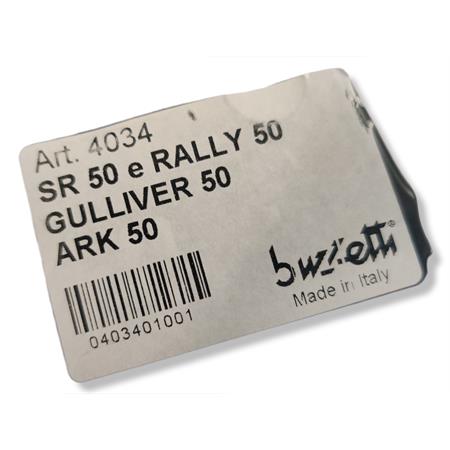 Art. 4034
SR 50 e RALLY 50
GULLIVER 50
ARK 50
0403401001
buzzetti®
Made in Italy